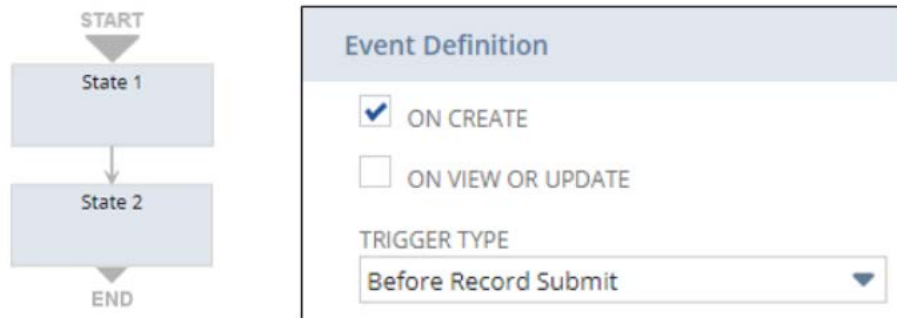 START
State 1
State 2
END
Event Definition
ON CREATE
ON VIEW OR UPDATE
TRIGGER TYPE
Before Record Submit